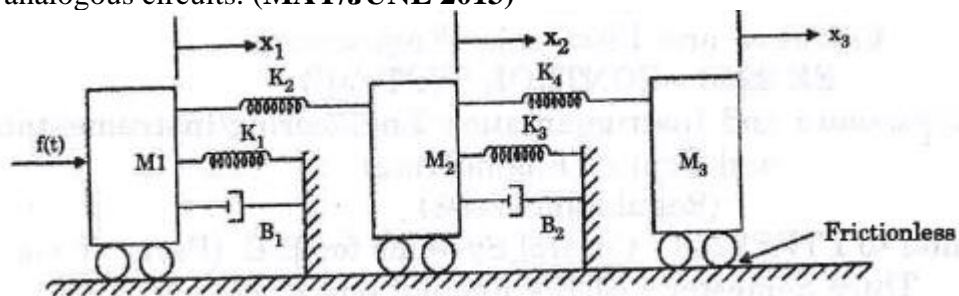 analogous circuits. (MAY/JUNE 2013)
x1 x2 x3
K2 K4
f(t) M1 K1 M2 K3 M3
B1 B2
Frictionless